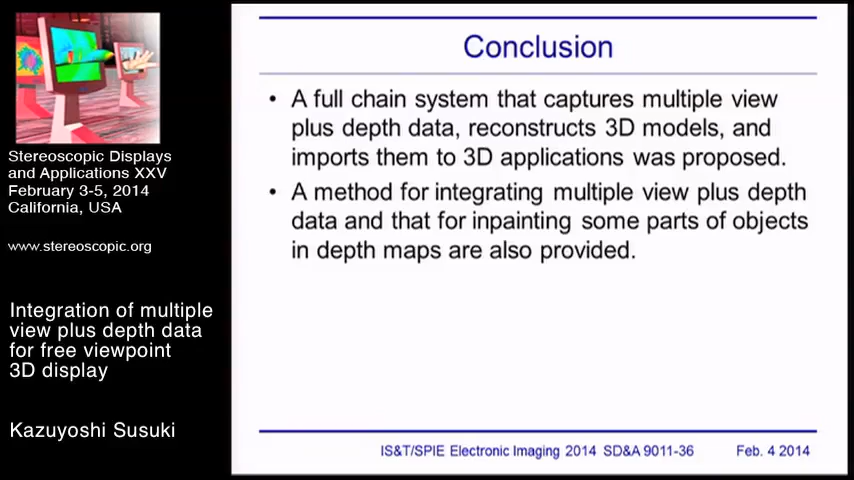 Stereoscopic Displays
and Applications XXV
February 3-5, 2014
California, USA
www.stereoscopic.org
Integration of multiple
view plus depth data
for free viewpoint
3D display
Kazuyoshi Susuki
Conclusion
• A full chain system that captures multiple view
plus depth data, reconstructs 3D models, and
imports them to 3D applications was proposed.
• A method for integrating multiple view plus depth
data and that for inpainting some parts of objects
in depth maps are also provided.
IS&T/SPIE Electronic Imaging 2014 SD&A 9011-36 Feb. 4 2014